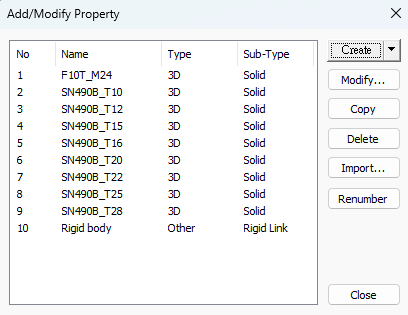 Add/Modify Property
No Name Type Sub-Type
1 F10T_M24 3D Solid
2 SN490B_T10 3D Solid
3 SN490B_T12 3D Solid
4 SN490B_T15 3D Solid
5 SN490B_T16 3D Solid
6 SN490B_T20 3D Solid
7 SN490B_T22 3D Solid
8 SN490B_T25 3D Solid
9 SN490B_T28 3D Solid
10 Rigid body Other Rigid Link
Create
Modify...
Copy
Delete
Import...
Renumber
Close